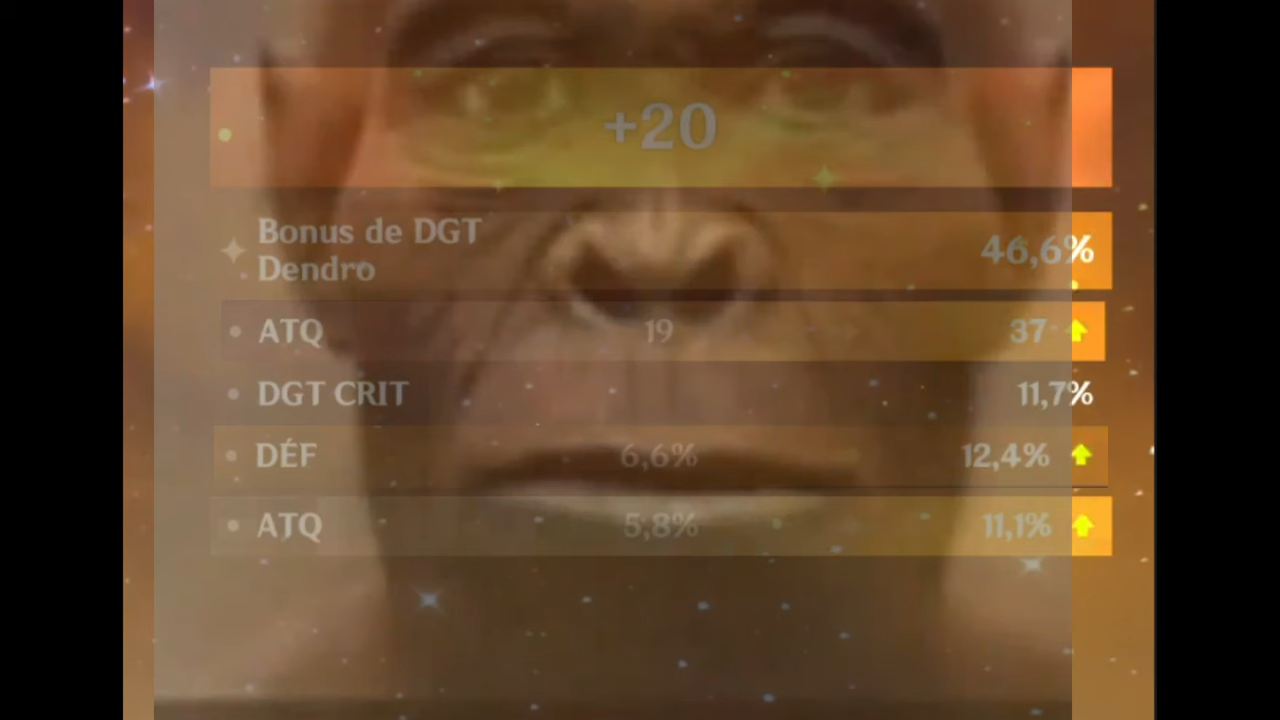 +20
Bonus de DGT
Dendro 46,6%
ATQ 19 37
DGT CRIT 11,7%
DÉF 6,6% 12,4%
ATQ 5,8% 11,1%